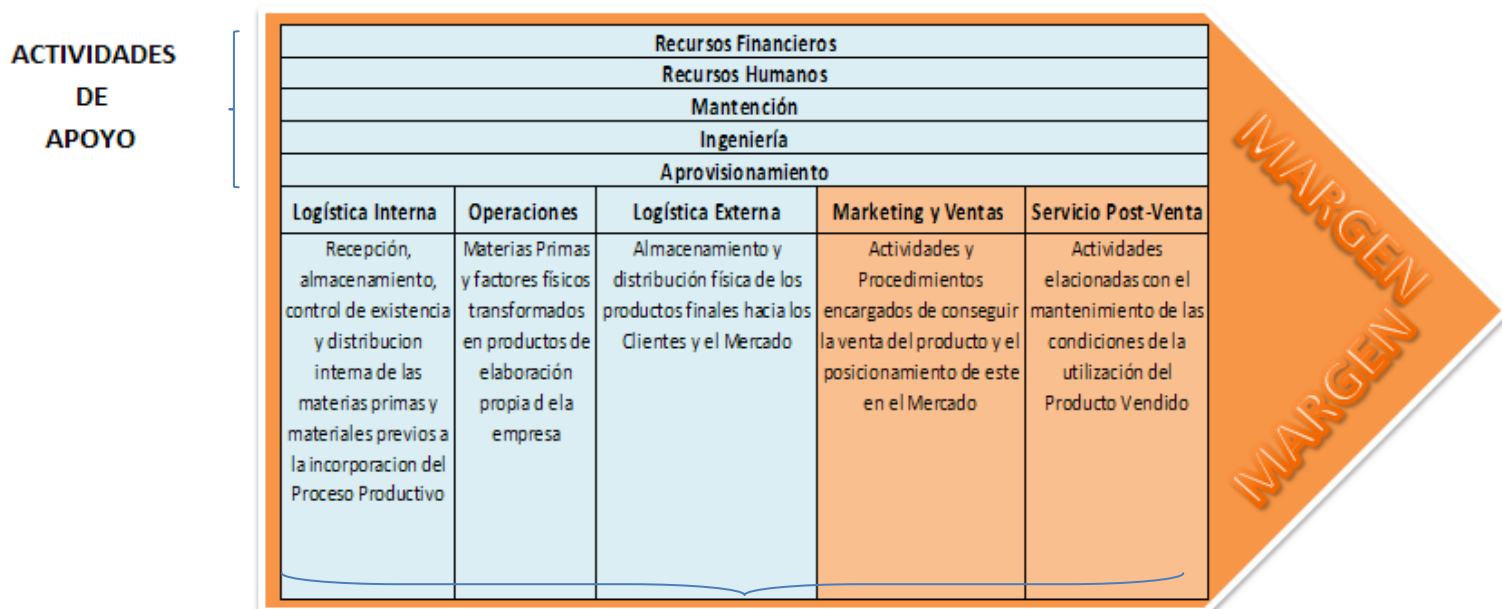 ACTIVIDADES
DE
APOYO
Recursos Financieros
Recursos Humanos
Mantención
Ingeniería
Aprovisionamiento
Logística Interna
Recepción,
almacenamiento,
control de existencia
y distribucion
interna de las
materias primas y
materiales previos a
la incorporacion del
Proceso Productivo
Operaciones
Materias Primas
y factores físicos
transformados
en productos de
elaboración
propia d ela
empresa
Logística Externa
Almacenamiento y
distribución física de los
productos finales hacia los
Clientes y el Mercado
Marketing y Ventas
Actividades y
Procedimientos
encargados de conseguir
la venta del producto y el
posicionamiento de este
en el Mercado
Servicio Post-Venta
Actividades
elacionadas con el
mantenimiento de las
condiciones de la
utilización del
Producto Vendido
MARGEN
MARGEN